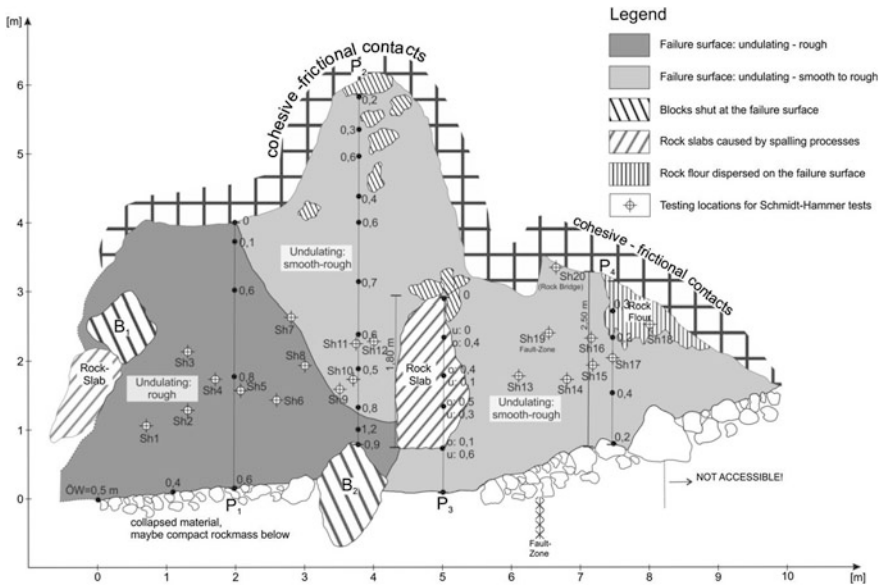 [m]
6
5
4
3
2
1
0
0
1
2
3
4
5
6
7
8
9
10
[m]
cohesive -frictional contacts
P2
0,2
0,3
0,6
0,4
0,6
0,7
0,6
0,5
0,8
1,2
0,9
0
0,1
0,6
0,8
0,6
P1
Undulating:
smooth-rough
B1
Rock-
Slab
Undulating:
rough
Sh1
Sh2
Sh3
Sh4
Sh5
Sh6
Sh7
Sh8
Sh9
Sh10
Sh11
Sh12
ÖW=0,5 m
0,4
collapsed material,
maybe compact rockmass below
B2
1,80 m
Rock
Slab
0
u: 0
o: 0,4
o: 0,4
u: 0,1
o: 0,5
u: 0,3
o: 0,1
u: 0,6
P3
Undulating:
smooth-rough
Sh13
Sh14
Sh15
Sh16
Sh17
Sh18
Sh19
Fault-Zone
Sh20
(Rock Bridge)
2,50 m
cohesive - frictional contacts
P4
0,3
0,2
0,4
0,2
Rock
Flour
Fault-
Zone
NOT ACCESSIBLE!
Legend
Failure surface: undulating - rough
Failure surface: undulating - smooth to rough
Blocks shut at the failure surface
Rock slabs caused by spalling processes
Rock flour dispersed on the failure surface
Testing locations for Schmidt-Hammer tests